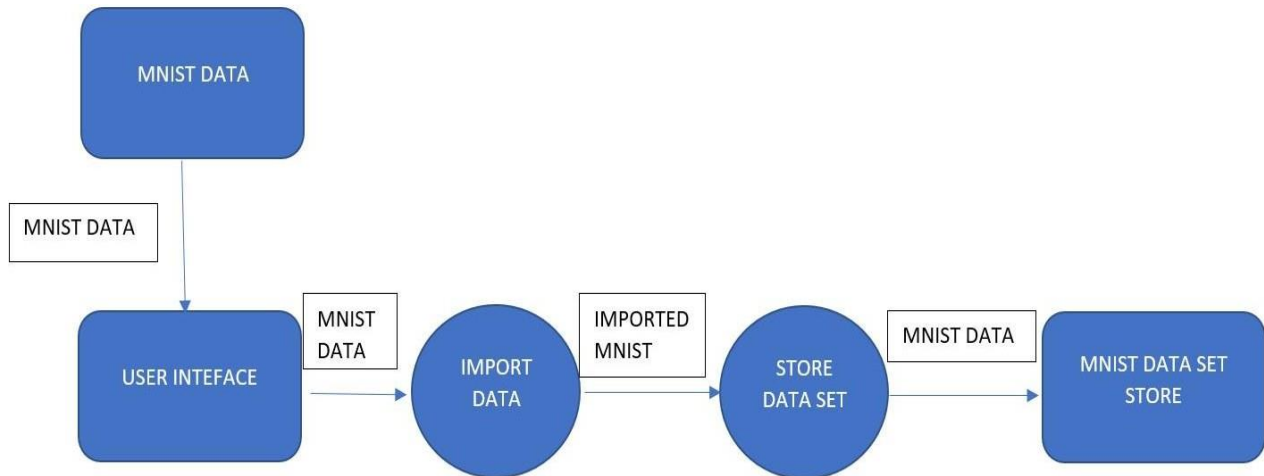 MNIST DATA
MNIST DATA
USER INTEFACE
MNIST
DATA
IMPORT
DATA
IMPORTED
MNIST
STORE
DATA SET
MNIST DATA
MNIST DATA SET
STORE